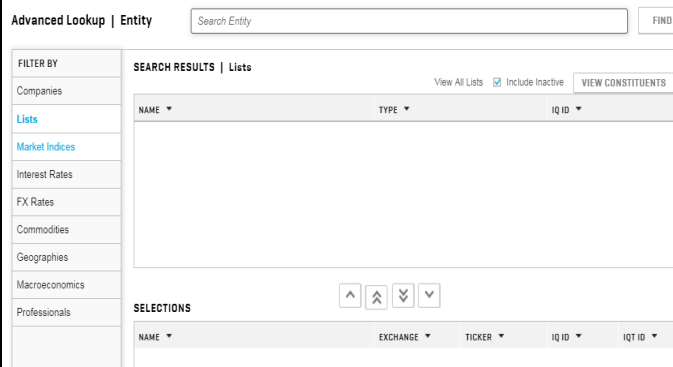 Advanced Lookup | Entity
Search Entity
FIND
FILTER BY
Companies
Lists
Market Indices
Interest Rates
FX Rates
Commodities
Geographies
Macroeconomics
Professionals
SEARCH RESULTS | Lists
View All Lists Include Inactive VIEW CONSTITUENTS
NAME TYPE IQ ID
SELECTIONS
NAME EXCHANGE TICKER IQ ID IQT ID